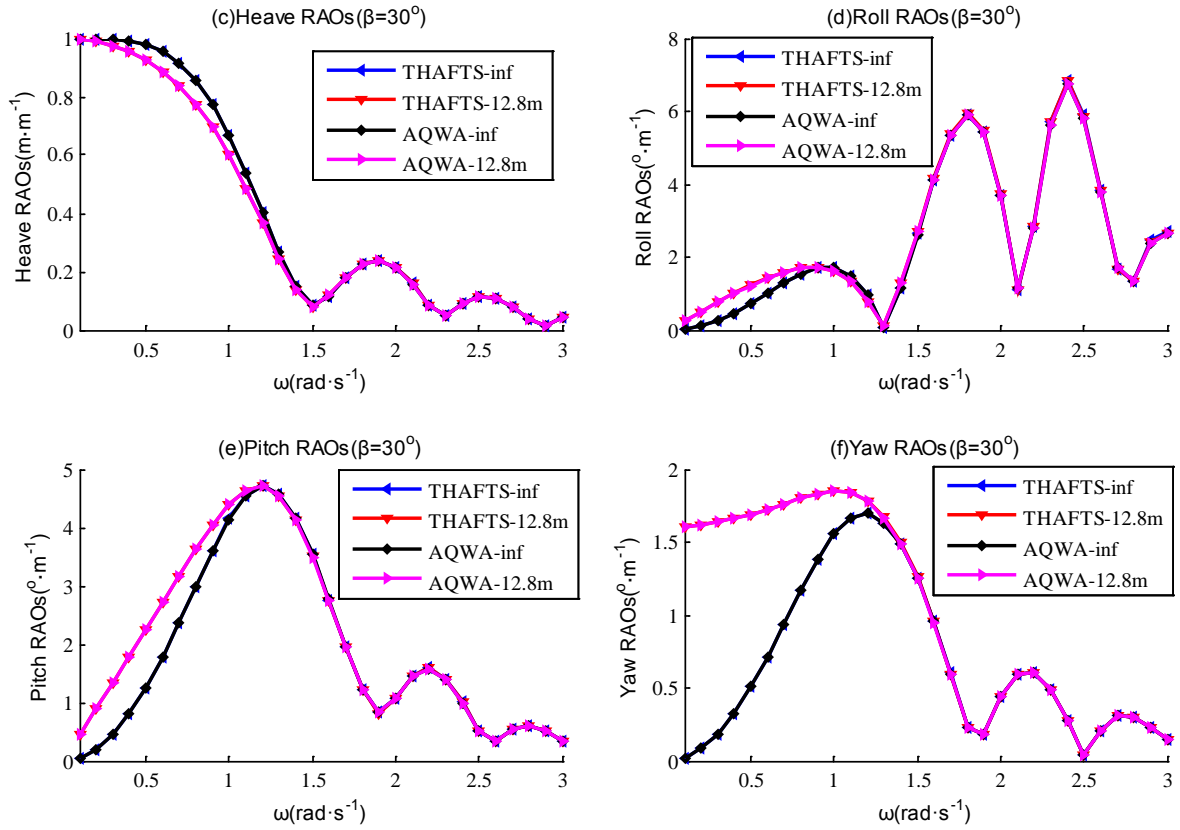 (c)Heave RAOs(β=30°)
Heave RAOs(m·m⁻¹)
1
0.8
0.6
0.4
0.2
0
THAFTS-inf
THAFTS-12.8m
AQWA-inf
AQWA-12.8m
0.5 1 1.5 2 2.5 3
ω(rad·s⁻¹)
(d)Roll RAOs(β=30°)
Roll RAOs(°·m⁻¹)
8
6
4
2
0
THAFTS-inf
THAFTS-12.8m
AQWA-inf
AQWA-12.8m
0.5 1 1.5 2 2.5 3
ω(rad·s⁻¹)
(e)Pitch RAOs(β=30°)
Pitch RAOs(°·m⁻¹)
5
4
3
2
1
0
THAFTS-inf
THAFTS-12.8m
AQWA-inf
AQWA-12.8m
0.5 1 1.5 2 2.5 3
ω(rad·s⁻¹)
(f)Yaw RAOs(β=30°)
Yaw RAOs(°·m⁻¹)
2
1.5
1
0.5
0
THAFTS-inf
THAFTS-12.8m
AQWA-inf
AQWA-12.8m
0.5 1 1.5 2 2.5 3
ω(rad·s⁻¹)